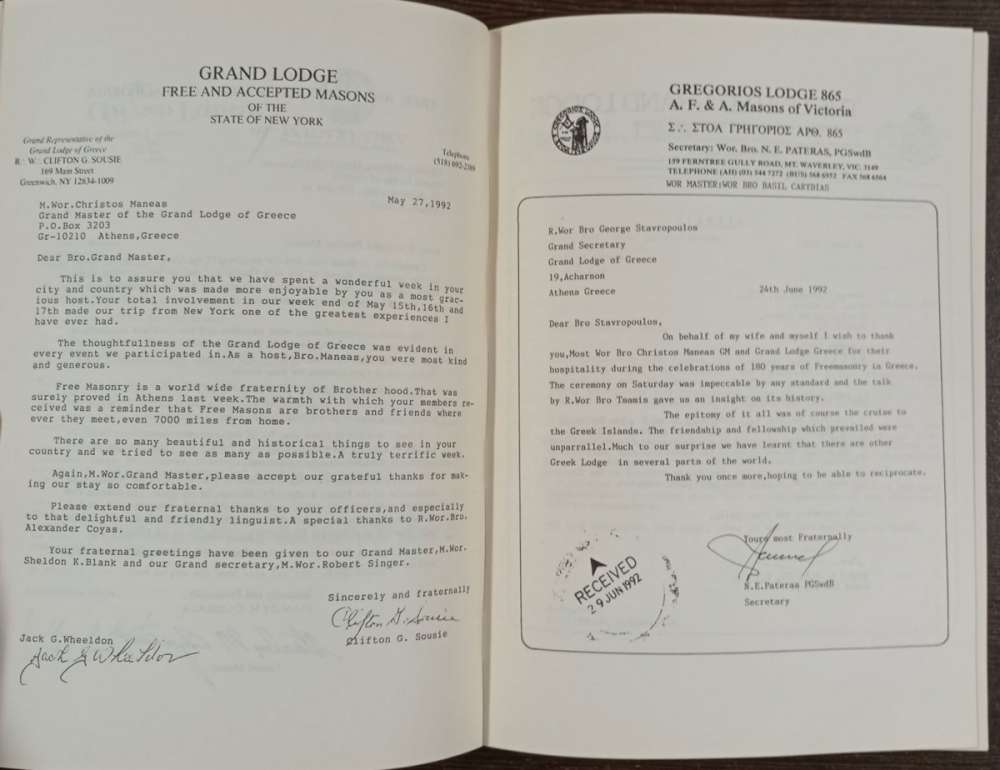 GRAND LODGE
FREE AND ACCEPTED MASONS
OF THE
STATE OF NEW YORK
Grand Representative of the
Grand Lodge of Greece
R∴ W∴ CLIFTON G. SOUSIE
169 Main Street
Greenwich, NY 12834-1009
Telephone
(518) 692-2389
May 27,1992
M.Wor.Christos Maneas
Grand Master of the Grand Lodge of Greece
P.O.Box 3203
Gr-10210 Athens,Greece
Dear Bro.Grand Master,
This is to assure you that we have spent a wonderful week in your
city and country which was made more enjoyable by you as a most grac-
ious host.Your total involvement in our week end of May 15th,16th and
17th made our trip from New York one of the greatest experiences I
have ever had.
The thoughtfullness of the Grand Lodge of Greece was evident in
every event we participated in.As a host,Bro.Maneas,you were most kind
and generous.
Free Masonry is a world wide fraternity of Brother hood.That was
surely proved in Athens last week.The warmth with which your members re-
ceived was a reminder that Free Masons are brothers and friends where
ever they meet,even 7000 miles from home.
There are so many beautiful and historical things to see in your
country and we tried to see as many as possible.A truly terrific week.
Again,M.Wor.Grand Master,please accept our grateful thanks for mak-
ing our stay so comfortable.
Please extend our fraternal thanks to your officers,and especially
to that delightful and friendly linguist.A special thanks to R.Wor.Bro.
Alexander Coyas.
Your fraternal greetings have been given to our Grand Master,M.Wor.
Sheldon K.Blank and our Grand secretary,M.Wor.Robert Singer.
Sincerely and fraternally
Clifton G. Sousie
Clifton G. Sousie
Jack G.Wheeldon
Jack G Wheeldon
GREGORIOS LODGE
GREGORIOS LODGE 865
A. F. & A. Masons of Victoria
Σ∴ ΣΤΟΑ ΓΡΗΓΟΡΙΟΣ ΑΡΘ. 865
Secretary: Wor. Bro. N. E. PATERAS, PGSwdB
159 FERNTREE GULLY ROAD, MT. WAVERLEY, VIC. 3149
TELEPHONE (AH) (03) 544 7272 (BUS) 568 6952 FAX 568 6564
WOR MASTER:WOR BRO BASIL CARYDIAS
R.Wor Bro George Stavropoulos
Grand Secretary
Grand Lodge of Greece
19,Acharnon
Athens Greece
24th June 1992
Dear Bro Stavropoulos,
On behalf of my wife and myself I wish to thank
you,Most Wor Bro Christos Maneas GM and Grand Lodge Greece for their
hospitality during the celebrations of 180 years of Freemasonry in Greece.
The ceremony on Saturday was impeccable by any standard and the talk
by R.Wor Bro Tsamis gave us an insight on its history.
The epitomy of it all was of course the cruise to
the Greek Islands. The friendship and fellowship which prevailed were
unparrallel.Much to our surprise we have learnt that there are other
Greek Lodge in several parts of the world.
Thank you once more,hoping to be able to reciprocate.
Yours most Fraternally
N.E.Pateras PGSwdB
Secretary
RECEIVED
29 JUN 1992